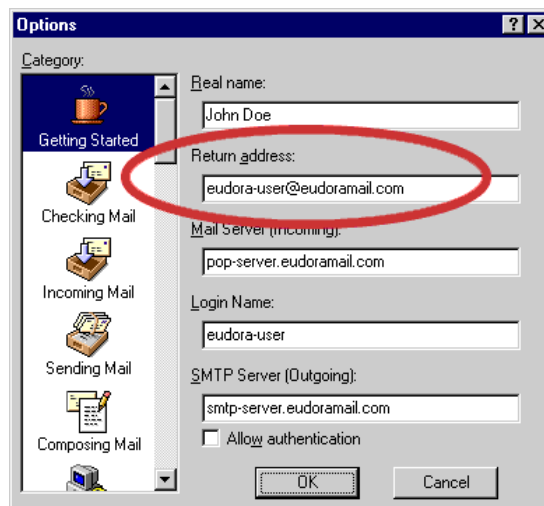 Options
Category:
Getting Started
Checking Mail
Incoming Mail
Sending Mail
Composing Mail
Real name:
John Doe
Return address:
eudora-user@eudoramail.com
Mail Server (Incoming):
pop-server.eudoramail.com
Login Name:
eudora-user
SMTP Server (Outgoing):
smtp-server.eudoramail.com
Allow authentication
OK
Cancel